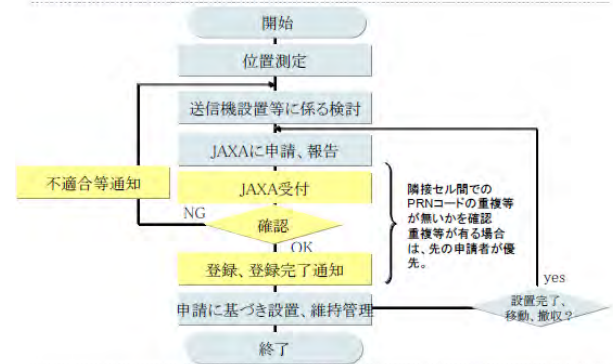 開始
位置測定
送信機設置等に係る検討
JAXAに申請、報告
不適合等通知
JAXA受付
NG
確認
OK
登録、登録完了通知
隣接セル間での
PRNコードの重複等
が無いかを確認
重複等が有る場合
は、先の申請者が優
先。
yes
申請に基づき設置、維持管理
設置完了、
移動、撤収？
終了